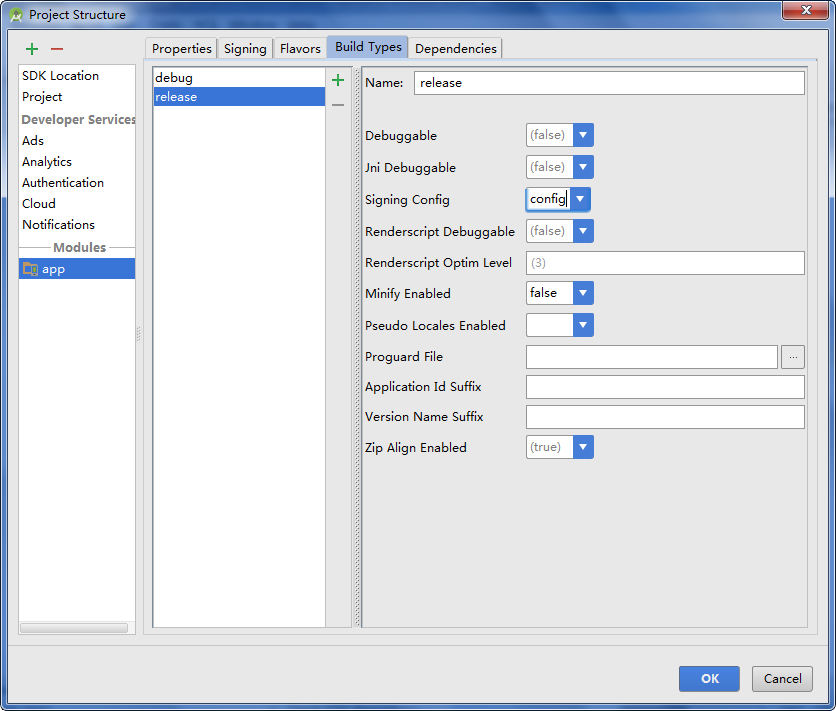 Project Structure
Properties Signing Flavors Build Types Dependencies
SDK Location
Project
Developer Services
Ads
Analytics
Authentication
Cloud
Notifications
Modules
app
debug
release
Name: release
Debuggable (false)
Jni Debuggable (false)
Signing Config config
Renderscript Debuggable (false)
Renderscript Optim Level (3)
Minify Enabled false
Pseudo Locales Enabled
Proguard File ...
Application Id Suffix
Version Name Suffix
Zip Align Enabled (true)
OK Cancel